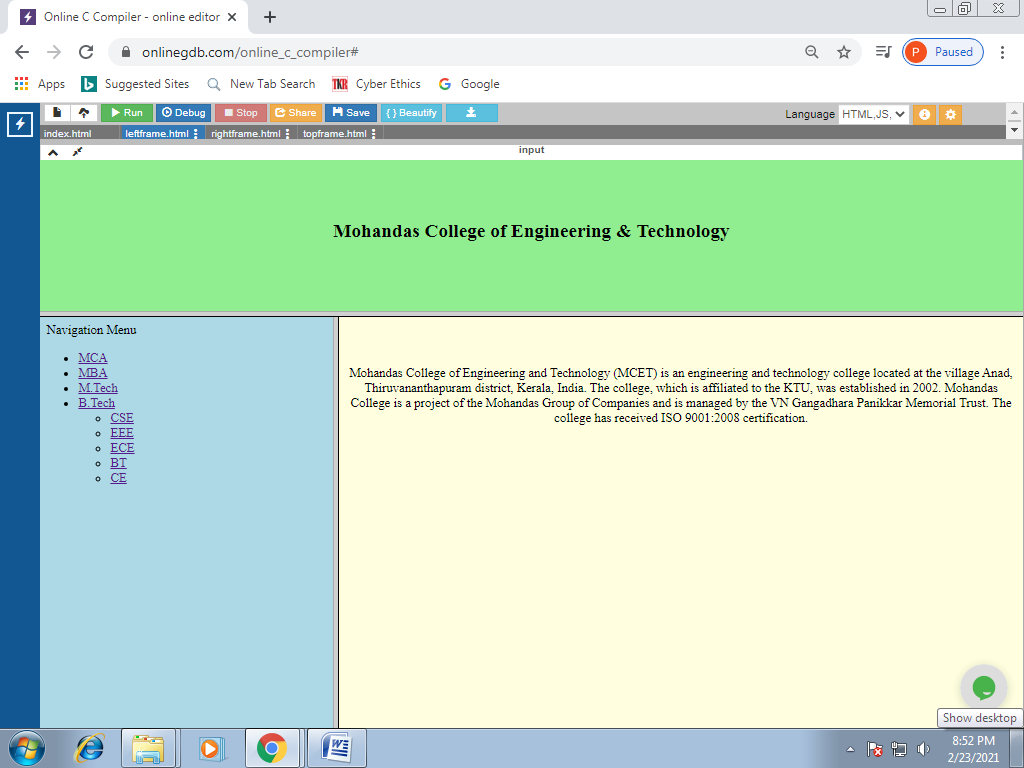 Online C Compiler - online editor
onlinegdb.com/online_c_compiler#
P Paused
Apps Suggested Sites New Tab Search TKR Cyber Ethics G Google
Run Debug Stop Share Save { } Beautify Language HTML,JS,
index.html leftframe.html rightframe.html topframe.html
input
Mohandas College of Engineering & Technology
Navigation Menu
MCA
MBA
M.Tech
B.Tech
CSE
EEE
ECE
BT
CE
Mohandas College of Engineering and Technology (MCET) is an engineering and technology college located at the village Anad,
Thiruvananthapuram district, Kerala, India. The college, which is affiliated to the KTU, was established in 2002. Mohandas
College is a project of the Mohandas Group of Companies and is managed by the VN Gangadhara Panikkar Memorial Trust. The
college has received ISO 9001:2008 certification.
Show desktop
8:52 PM
2/23/2021